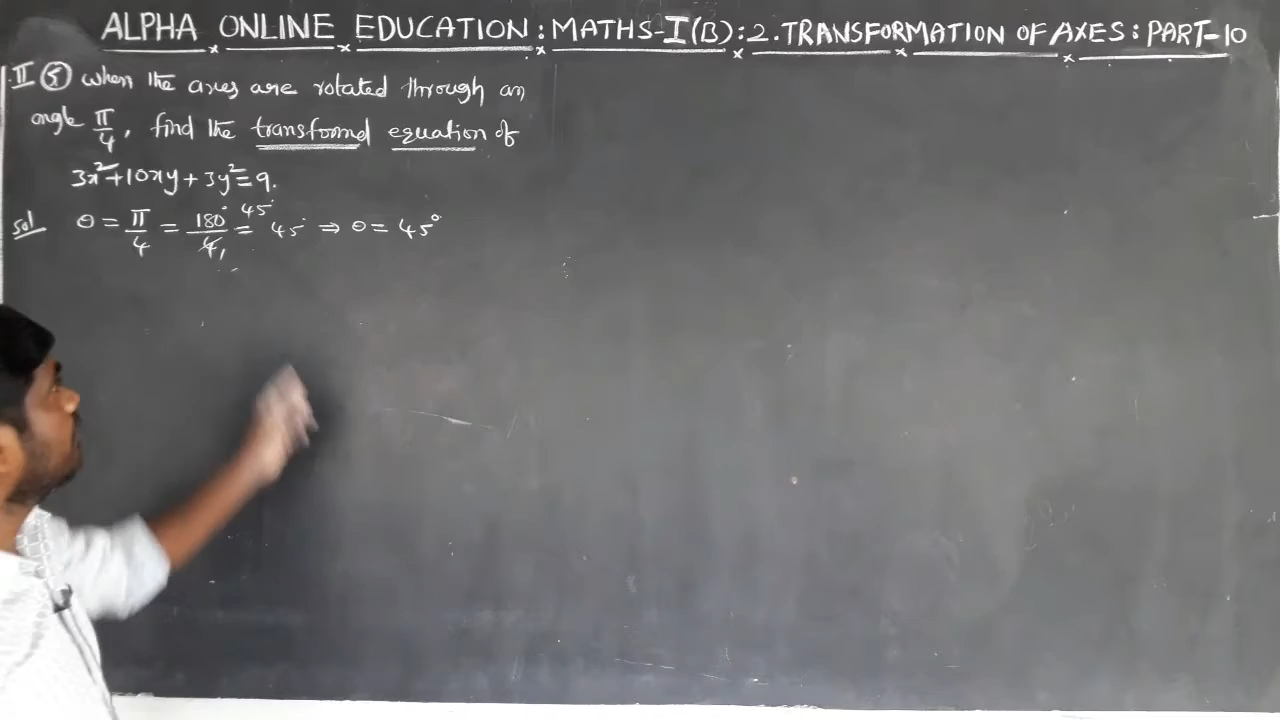 ALPHA ONLINE EDUCATION : MATHS-I(B) : 2. TRANSFORMATION OF AXES : PART-10
II ⑤ when the axes are rotated through an
angle π/4, find the transformed equation of
3x²+10xy+3y²=9.
Sol θ = π/4 = 180°/4 = 45° ⇒ θ = 45°